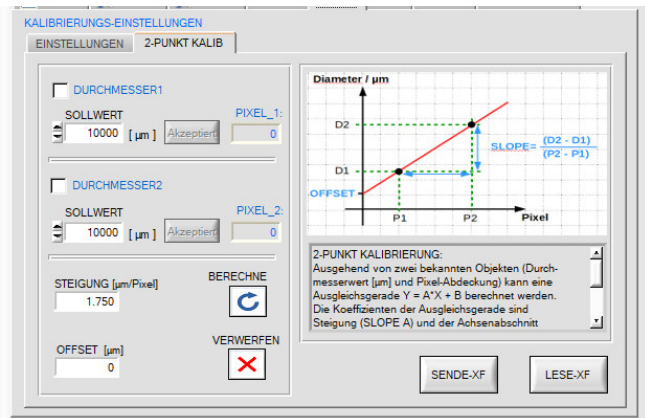 KALIBRIERUNGS-EINSTELLUNGEN
EINSTELLUNGEN 2-PUNKT KALIB
DURCHMESSER1
SOLLWERT PIXEL_1:
10000 [ µm ] Akzeptiert 0
DURCHMESSER2
SOLLWERT PIXEL_2:
10000 [ µm ] Akzeptiert 0
STEIGUNG [µm/Pixel] BERECHNE
1.750
OFFSET [µm] VERWERFEN
0
Diameter / µm
D2
SLOPE= (D2 - D1)
(P2 - P1)
D1
OFFSET
P1 P2 Pixel
2-PUNKT KALIBRIERUNG:
Ausgehend von zwei bekannten Objekten (Durch-
messerwert [µm] und Pixel-Abdeckung) kann eine
Ausgleichsgerade Y = A*X + B berechnet werden.
Die Koeffizienten der Ausgleichsgerade sind
Steigung (SLOPE A) und der Achsenabschnitt
SENDE-XF LESE-XF